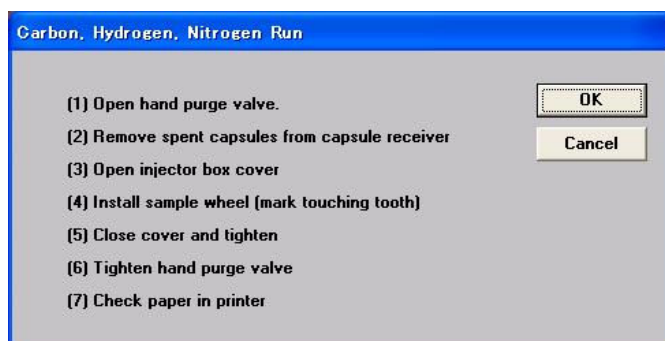 Carbon, Hydrogen, Nitrogen Run
(1) Open hand purge valve.
OK
(2) Remove spent capsules from capsule receiver
Cancel
(3) Open injector box cover
(4) Install sample wheel (mark touching tooth)
(5) Close cover and tighten
(6) Tighten hand purge valve
(7) Check paper in printer